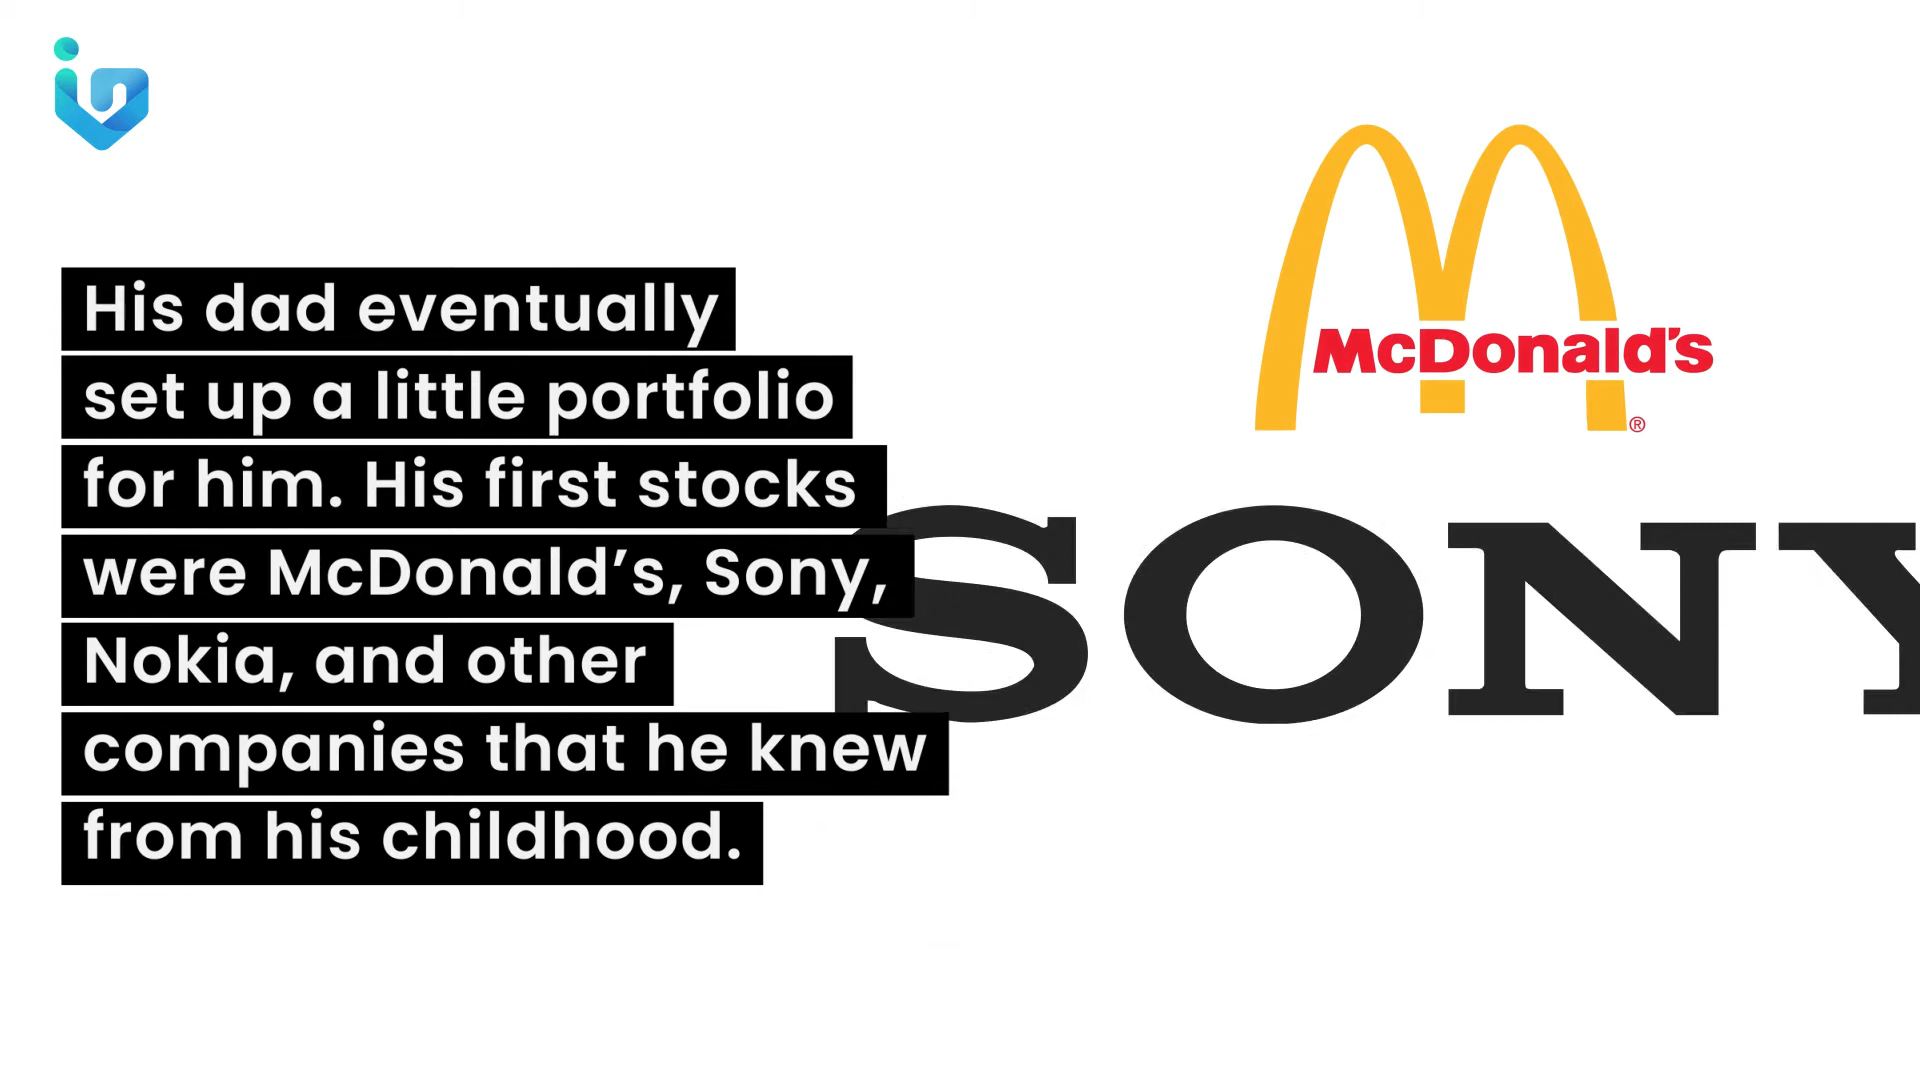 His dad eventually
set up a little portfolio
for him. His first stocks
were McDonald’s, Sony,
Nokia, and other
companies that he knew
from his childhood.
McDonald's
®
SONY